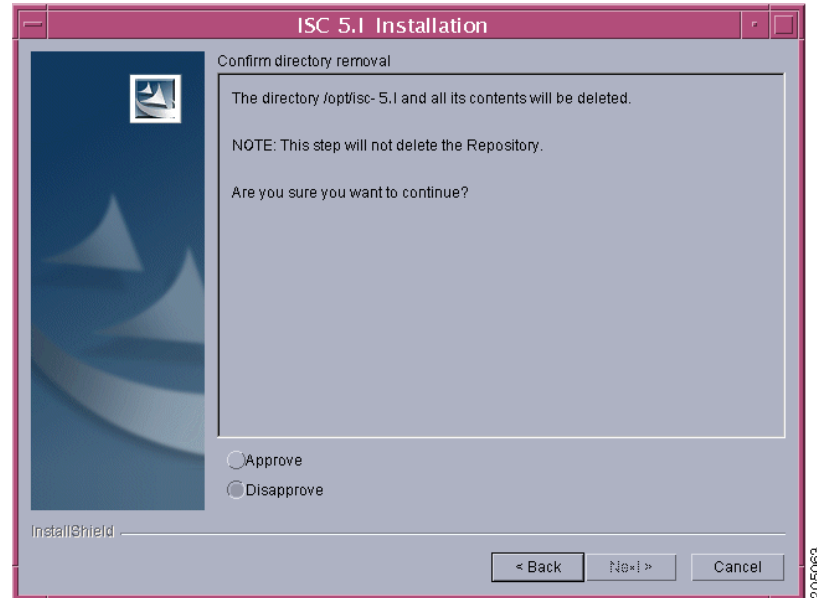 ISC 5.1 Installation
Confirm directory removal
The directory /opt/isc- 5.1 and all its contents will be deleted.
NOTE: This step will not delete the Repository.
Are you sure you want to continue?
Approve
Disapprove
InstallShield
< Back
Next >
Cancel
205063